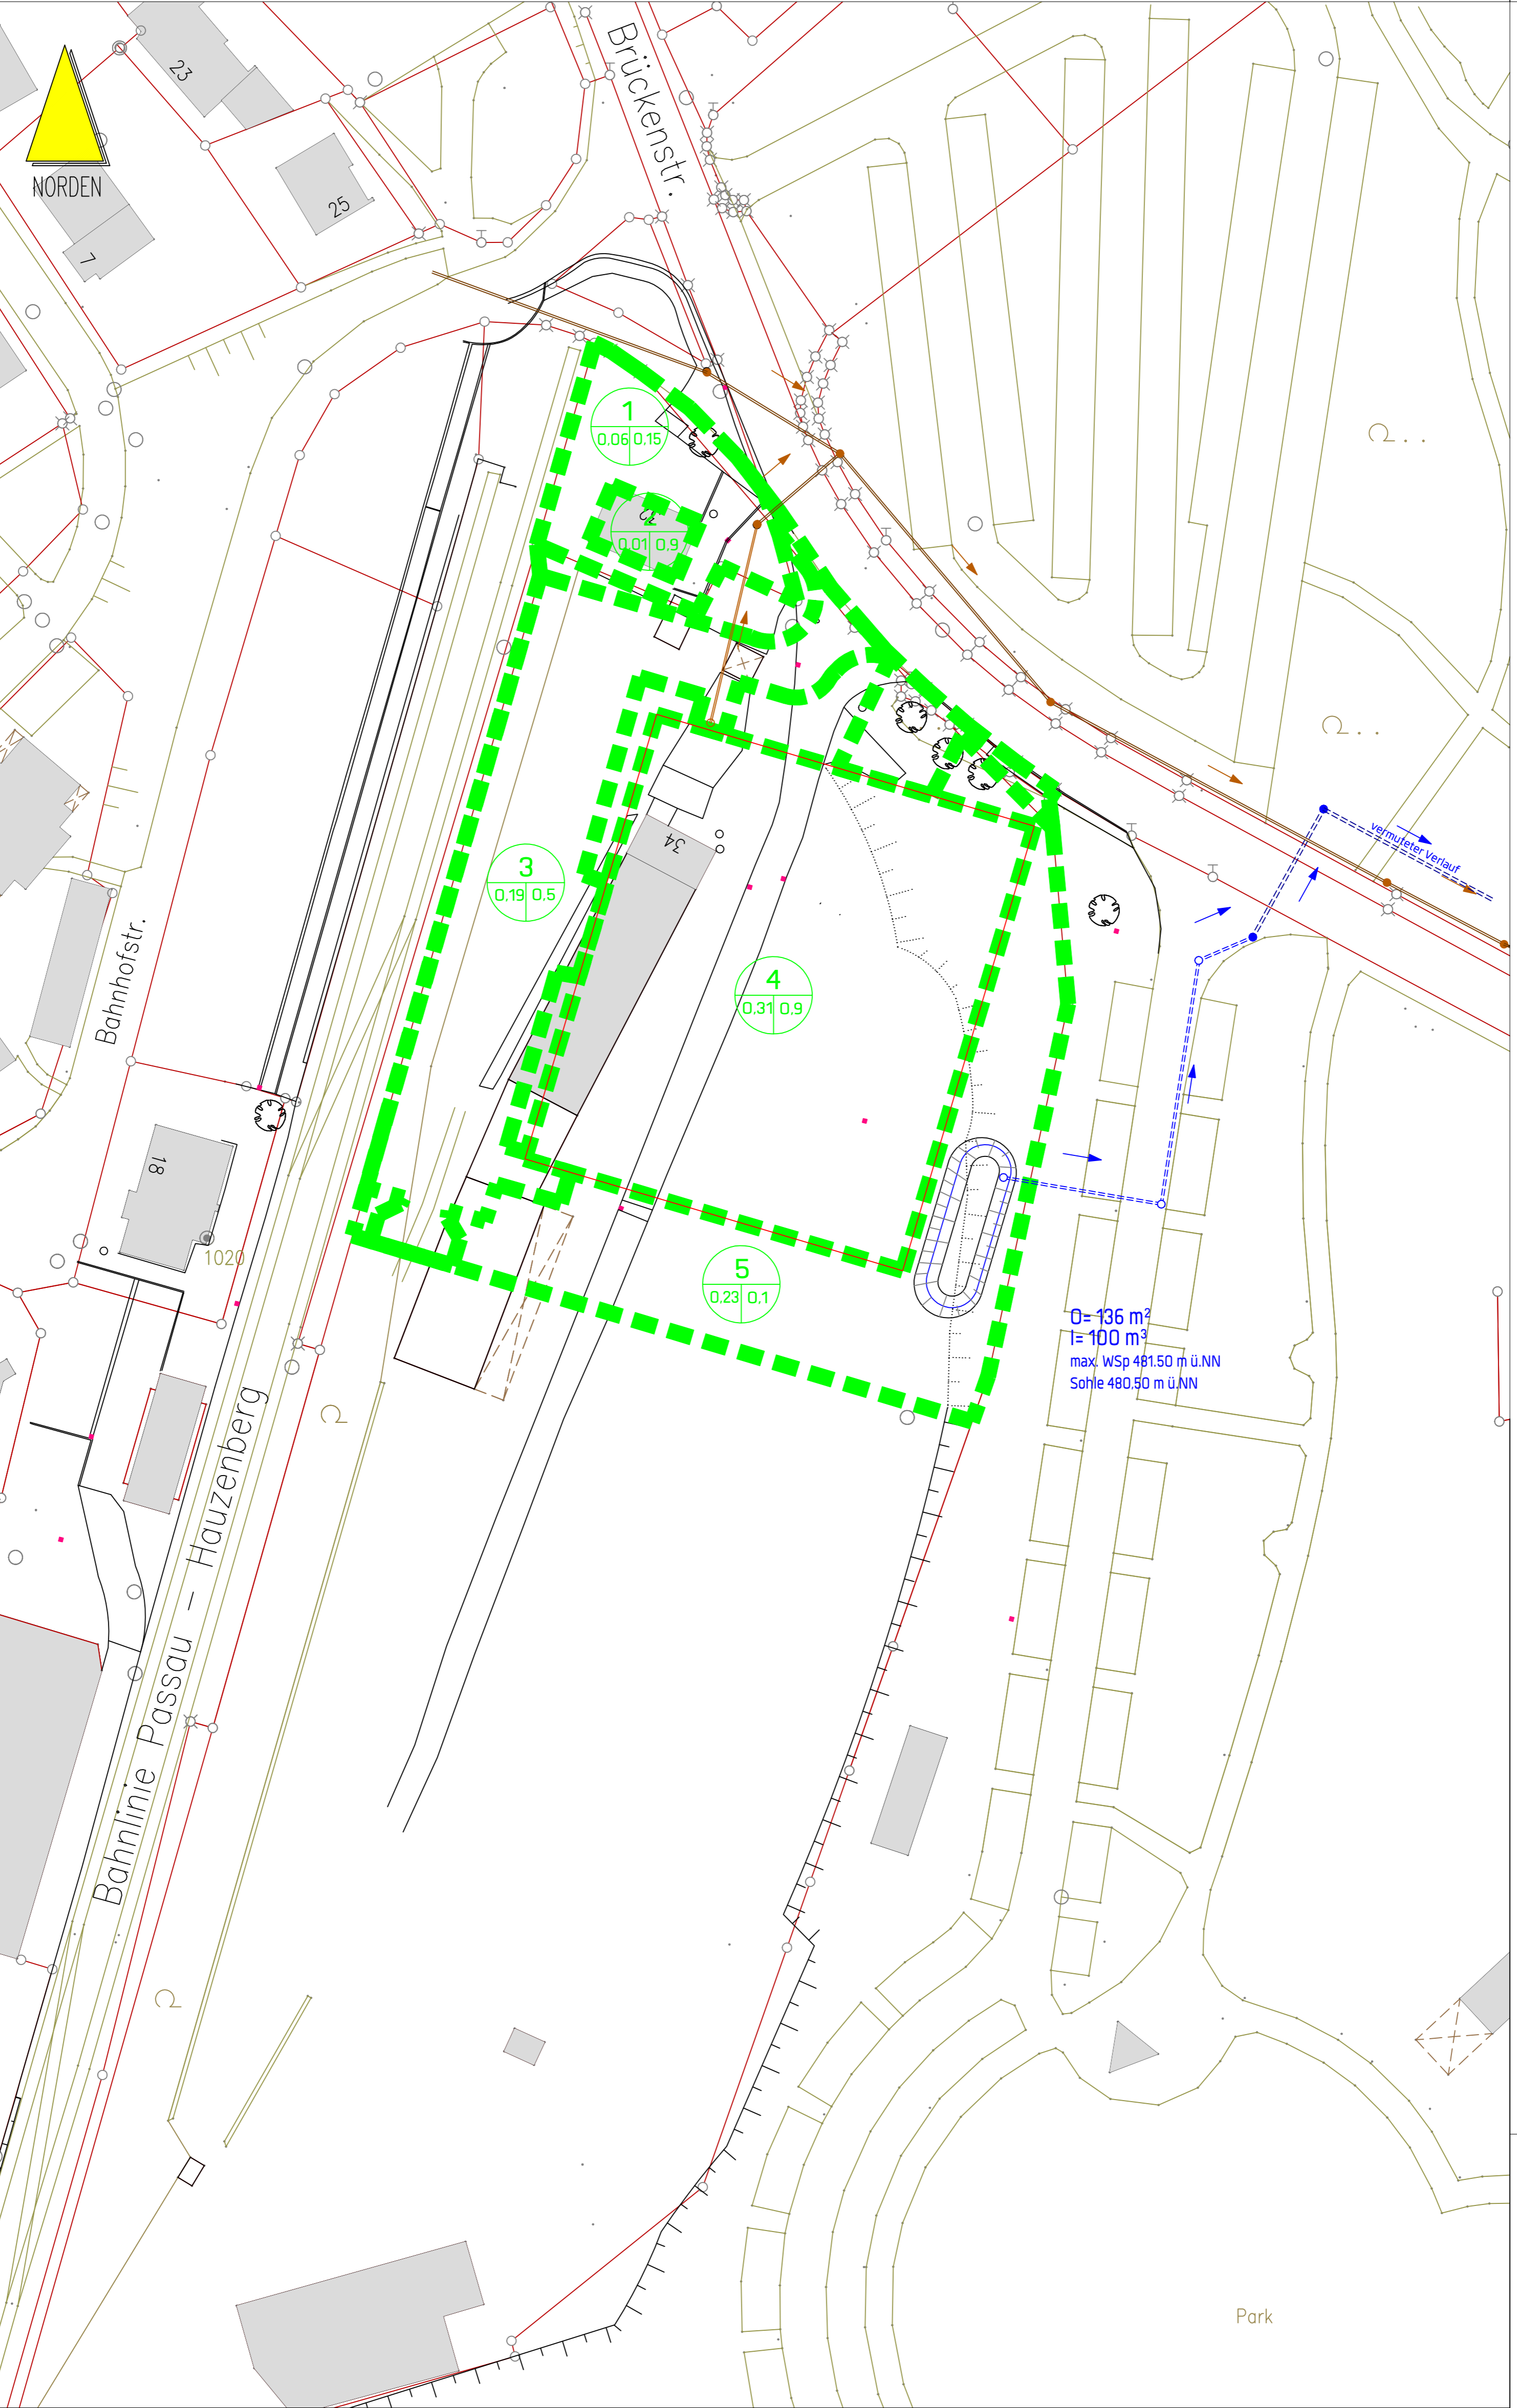 NORDEN
23
25
7
Brückenstr.
1
0.06 0.15
2
0.01 0.9
vermuteter Verlauf
34
3
0.19 0.5
4
0.31 0.9
Bahnhofstr.
18
1020
5
0.23 0.1
O= 136 m²
I= 100 m³
max. WSp 481.50 m ü.NN
Sohle 480.50 m ü.NN
Bahnlinie Passau - Hauzenberg
Park